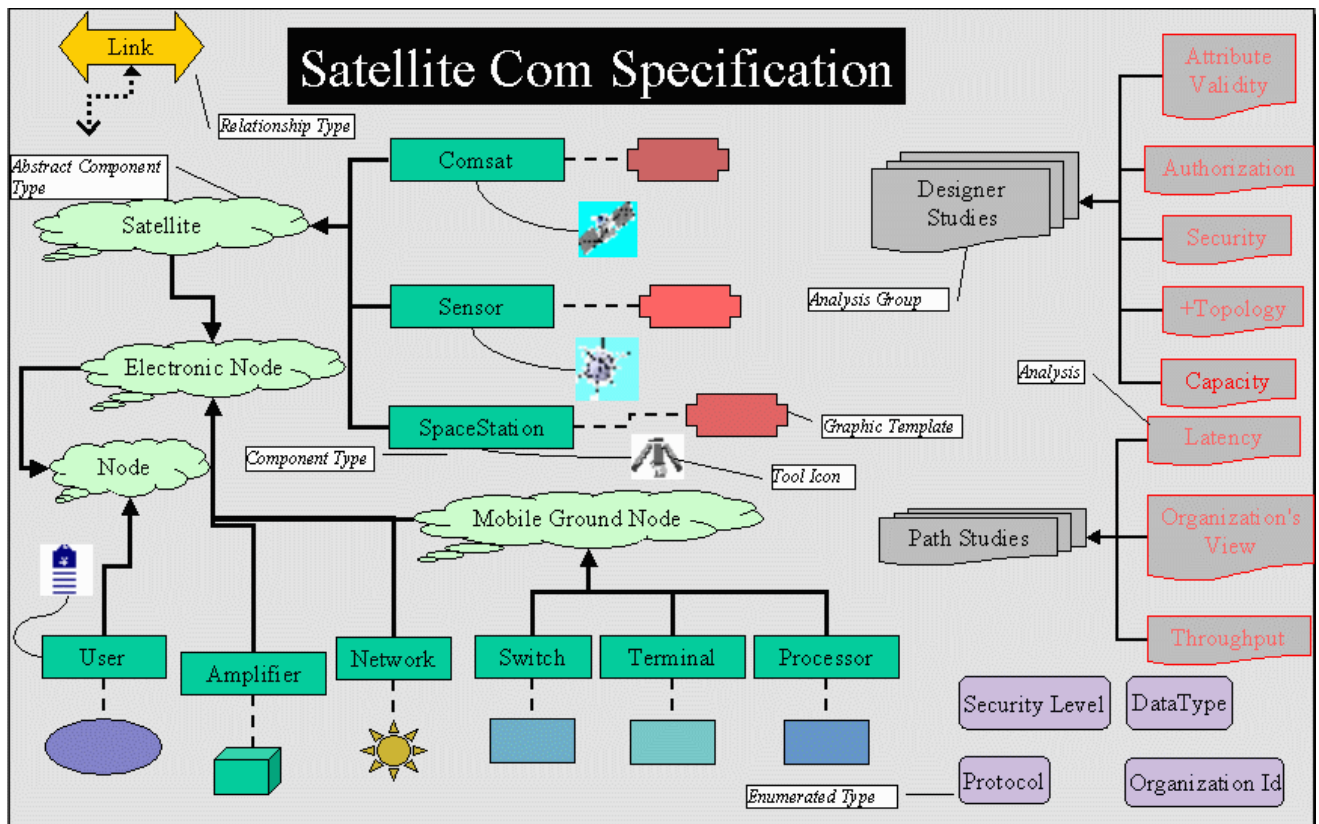 Link
Satellite Com Specification
Relationship Type
Abstract Component
Type
Satellite
Comsat
Sensor
Electronic Node
SpaceStation
Component Type
Graphic Template
Tool Icon
Node
Mobile Ground Node
User
Amplifier
Network
Switch
Terminal
Processor
Designer
Studies
Analysis Group
Attribute
Validity
Authorization
Security
+Topology
Capacity
Analysis
Latency
Path Studies
Organization's
View
Throughput
Security Level
DataType
Protocol
Organization Id
Enumerated Type